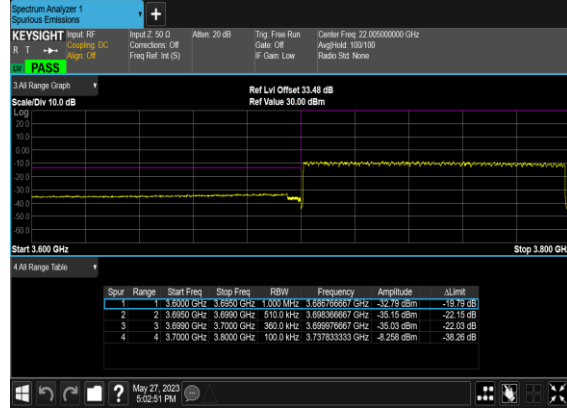 Spectrum Analyzer 1
Spurious Emissions
+
KEYSIGHT Input: RF Input Z: 50 Ω Atten: 20 dB Trig: Free Run Center Freq: 22.005000000 GHz
R T Coupling: DC Corrections: Off Gate: Off Avg|Hold: 100/100
Align: Off Freq Ref: Int (S) IF Gain: Low Radio Std: None
PASS
3 All Range Graph Ref Lvl Offset 33.48 dB
Scale/Div 10.0 dB Ref Value 30.00 dBm
Log
20.0
10.0
0.00
-10.0
-20.0
-30.0
-40.0
-50.0
-60.0
Start 3.600 GHz Stop 3.800 GH
4 All Range Table
Spur Range Start Freq Stop Freq RBW Frequency Amplitude ΔLimit
1 1 3.6000 GHz 3.6950 GHz 1.000 MHz 3.686766667 GHz -32.79 dBm -19.79 dB
2 2 3.6950 GHz 3.6990 GHz 510.0 kHz 3.698366667 GHz -35.15 dBm -22.15 dB
3 3 3.6990 GHz 3.7000 GHz 360.0 kHz 3.699976667 GHz -35.03 dBm -22.03 dB
4 4 3.7000 GHz 3.8000 GHz 100.0 kHz 3.737833333 GHz -8.258 dBm -38.26 dB
? May 27, 2023
5:02:51 PM